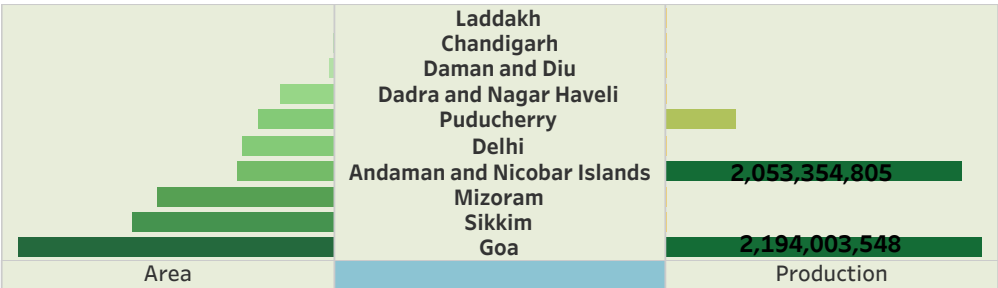 Laddakh
Chandigarh
Daman and Diu
Dadra and Nagar Haveli
Puducherry
Delhi
Andaman and Nicobar Islands 2,053,354,805
Mizoram
Sikkim
Goa 2,194,003,548
Area Production